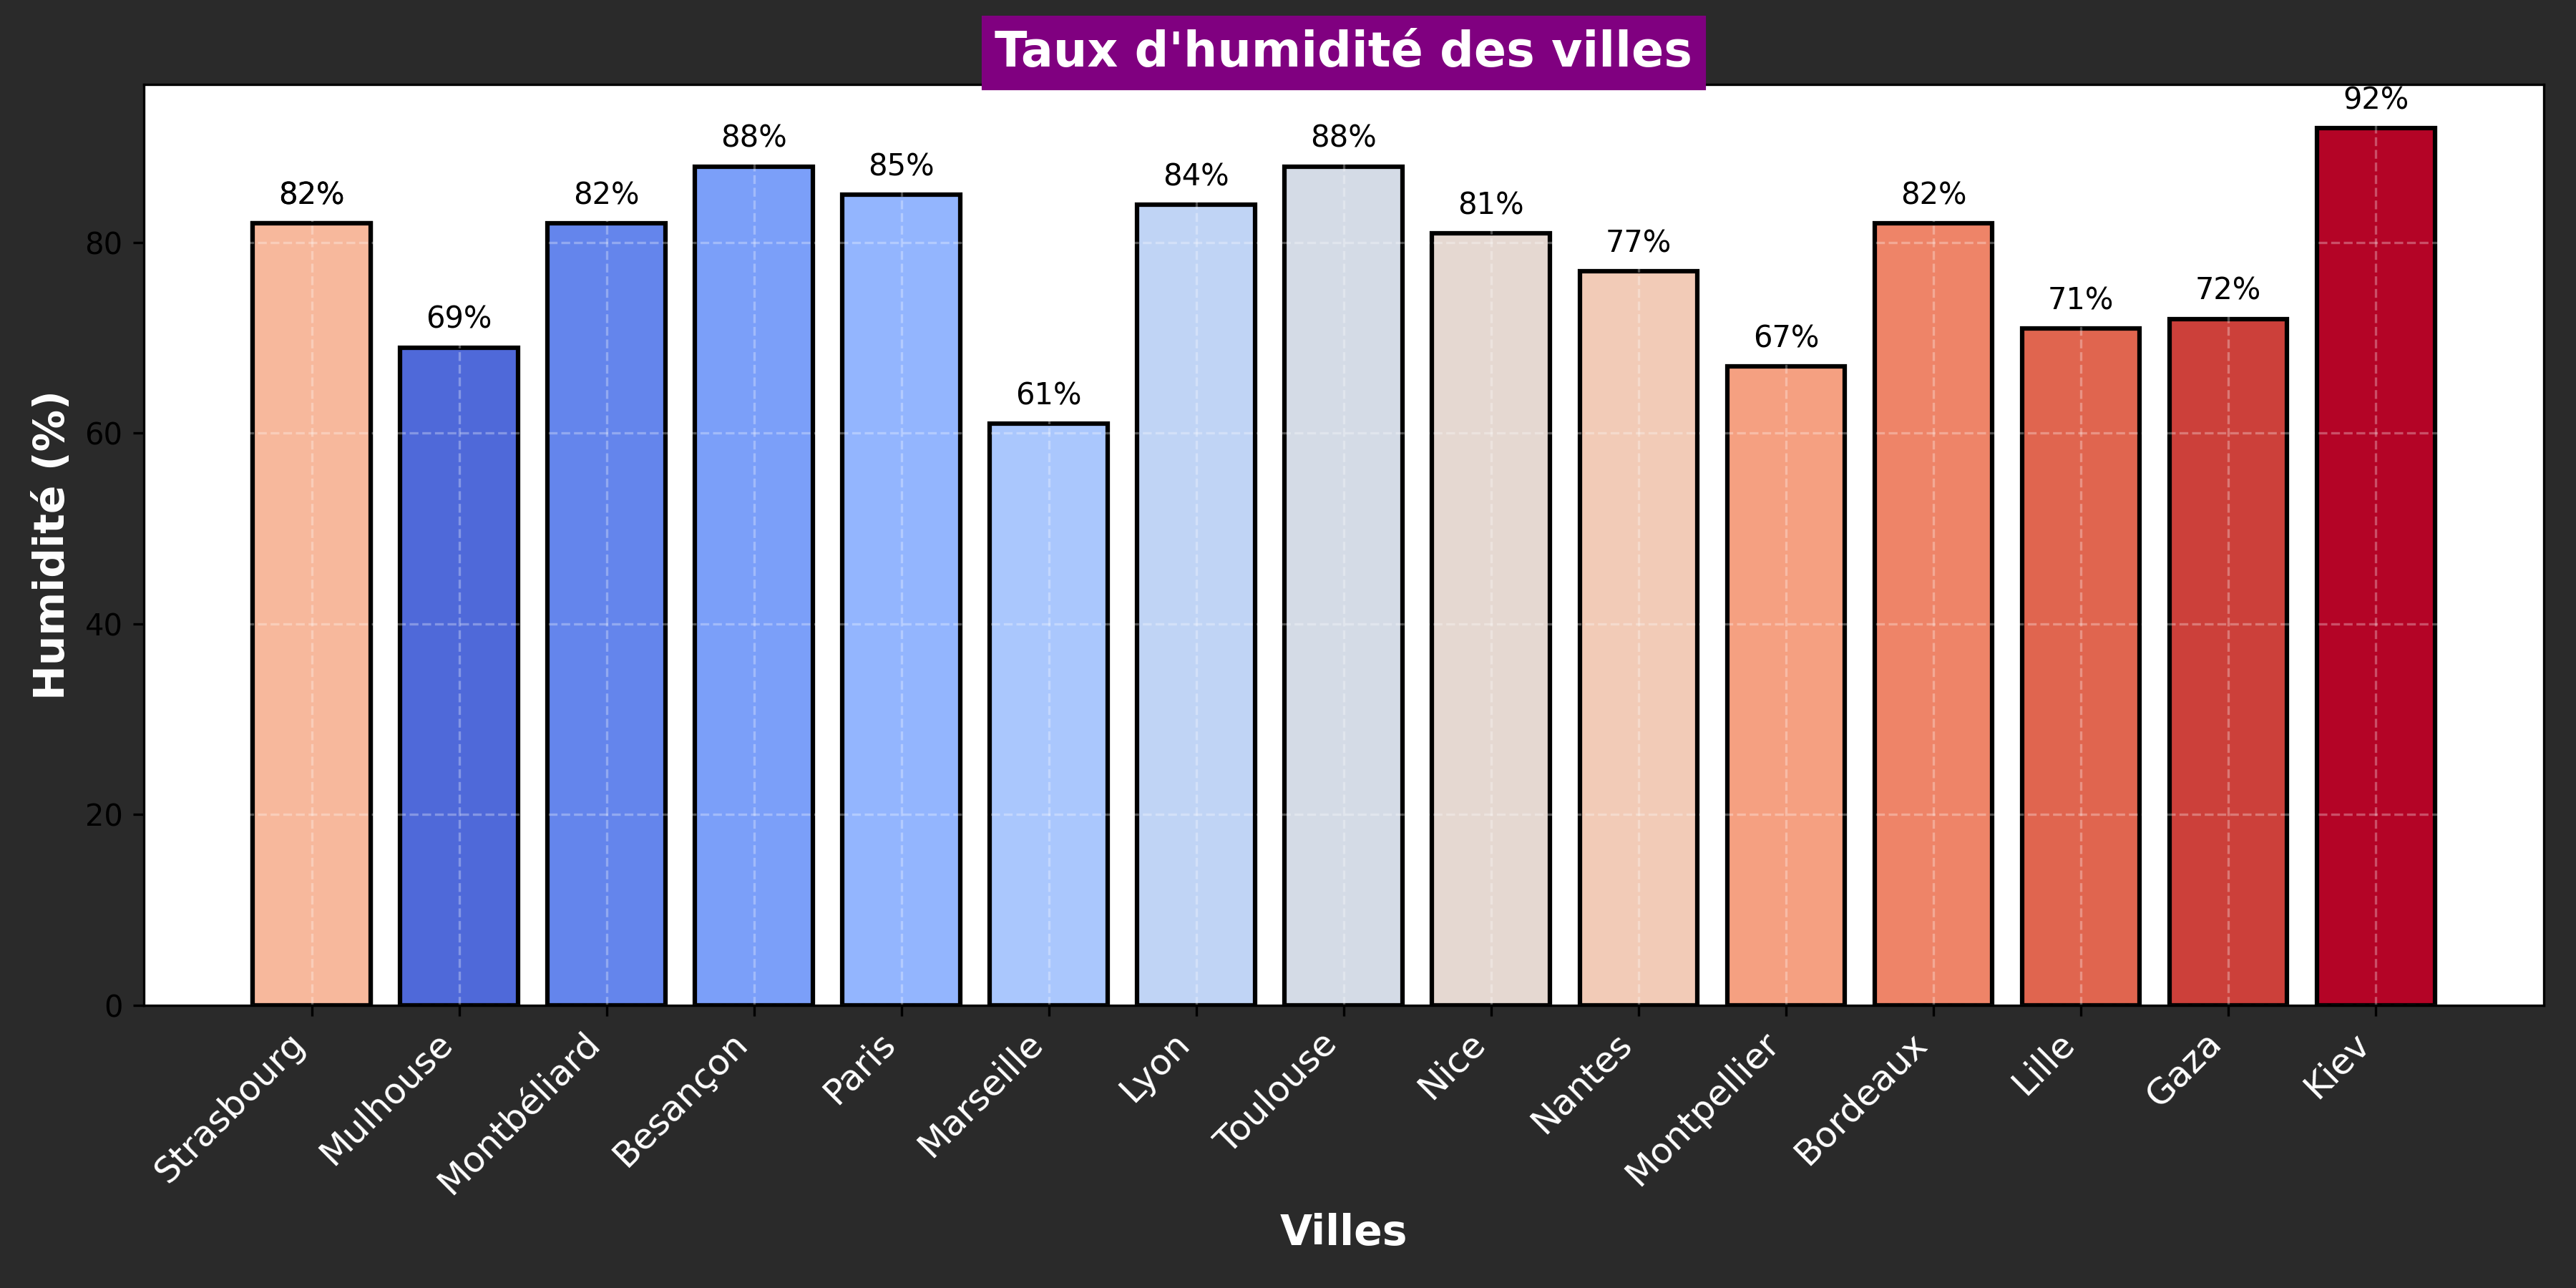 Taux d'humidité des villes
Humidité (%)
80
60
40
20
0
82%
69%
82%
88%
85%
61%
84%
88%
81%
77%
67%
82%
71%
72%
92%
Strasbourg
Mulhouse
Montbéliard
Besançon
Paris
Marseille
Lyon
Toulouse
Nice
Nantes
Montpellier
Bordeaux
Lille
Gaza
Kiev
Villes